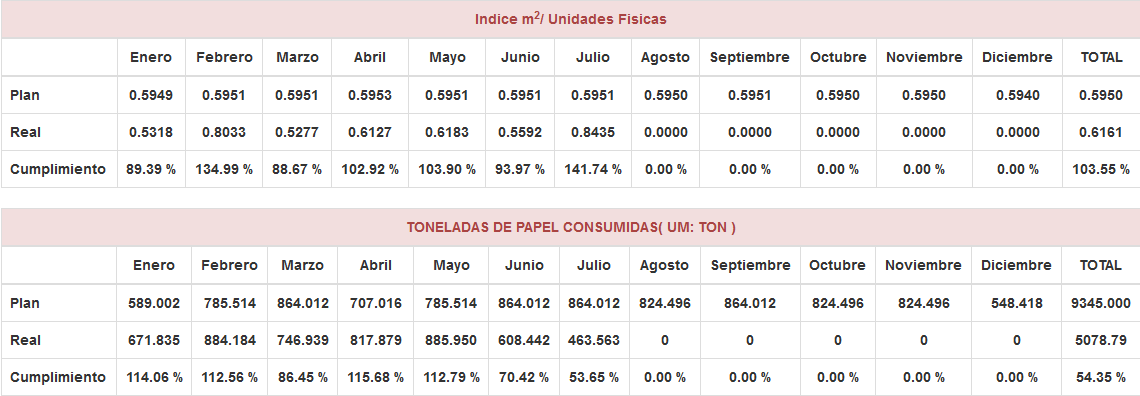 Indice m²/ Unidades Fisicas
Enero Febrero Marzo Abril Mayo Junio Julio Agosto Septiembre Octubre Noviembre Diciembre TOTAL
Plan 0.5949 0.5951 0.5951 0.5953 0.5951 0.5951 0.5951 0.5950 0.5951 0.5950 0.5950 0.5940 0.5950
Real 0.5318 0.8033 0.5277 0.6127 0.6183 0.5592 0.8435 0.0000 0.0000 0.0000 0.0000 0.0000 0.6161
Cumplimiento 89.39 % 134.99 % 88.67 % 102.92 % 103.90 % 93.97 % 141.74 % 0.00 % 0.00 % 0.00 % 0.00 % 0.00 % 103.55 %
TONELADAS DE PAPEL CONSUMIDAS( UM: TON )
Enero Febrero Marzo Abril Mayo Junio Julio Agosto Septiembre Octubre Noviembre Diciembre TOTAL
Plan 589.002 785.514 864.012 707.016 785.514 864.012 864.012 824.496 864.012 824.496 824.496 548.418 9345.000
Real 671.835 884.184 746.939 817.879 885.950 608.442 463.563 0 0 0 0 0 5078.79
Cumplimiento 114.06 % 112.56 % 86.45 % 115.68 % 112.79 % 70.42 % 53.65 % 0.00 % 0.00 % 0.00 % 0.00 % 0.00 % 54.35 %